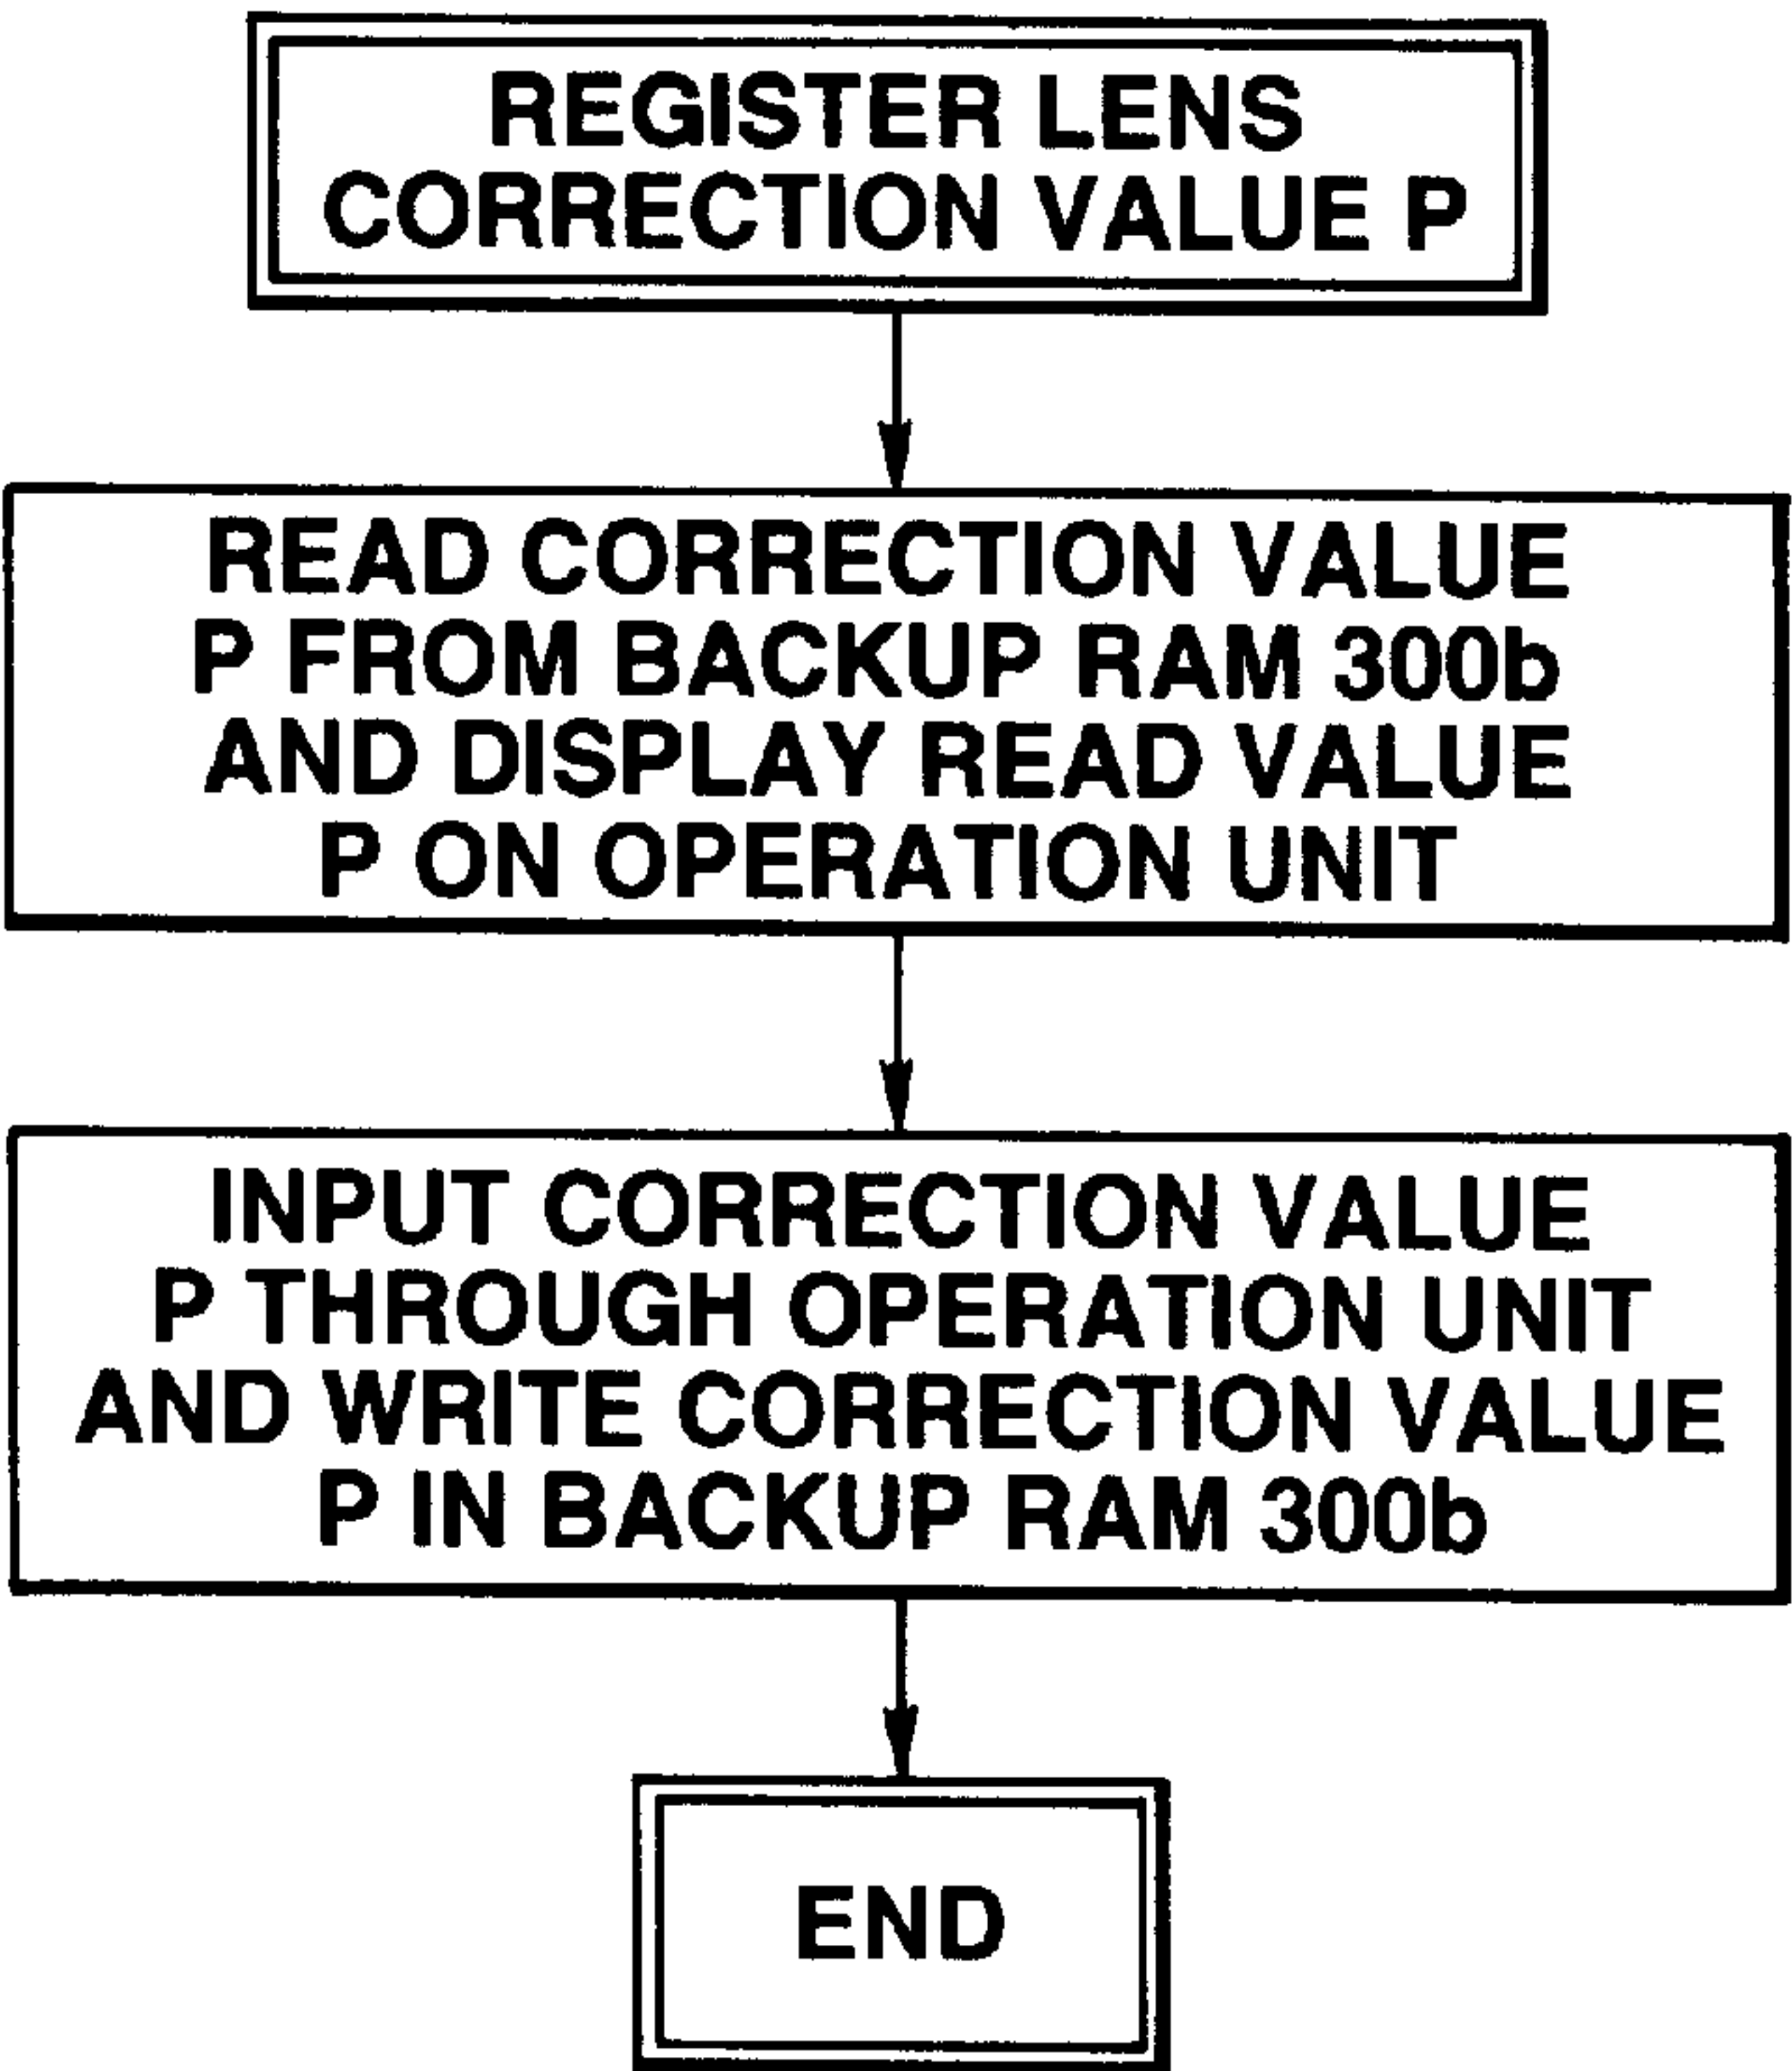 REGISTER LENS
CORRECTION VALUE P
READ CORRECTION VALUE
P FROM BACKUP RAM 300b
AND DISPLAY READ VALUE
P ON OPERATION UNIT
INPUT CORRECTION VALUE
P THROUGH OPERATION UNIT
AND WRITE CORRECTION VALUE
P IN BACKUP RAM 300b
END